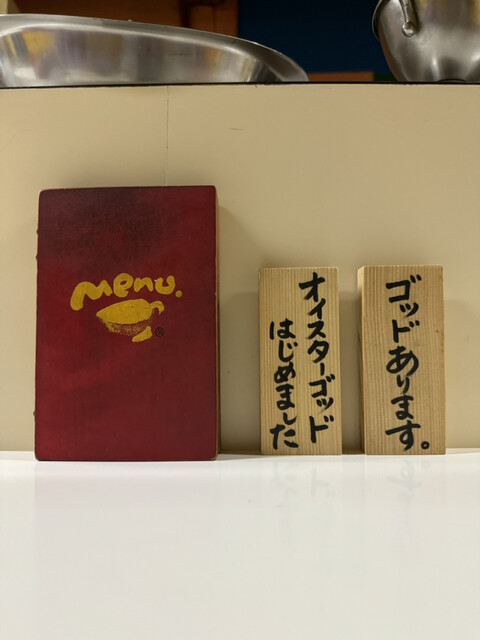 Menu.
®
オイスターゴッド
はじめました
ゴッドあります。